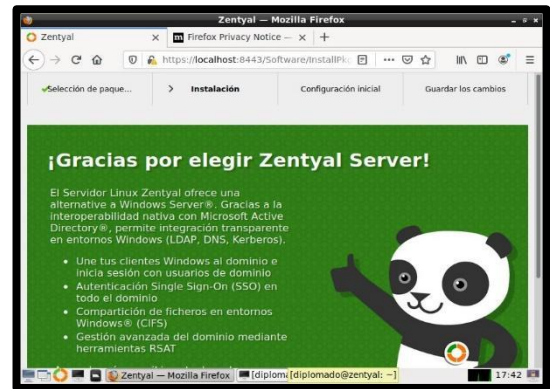 Zentyal — Mozilla Firefox
Zentyal
Firefox Privacy Notice —
https://localhost:8443/Software/InstallPk
Selección de paque...
Instalación
Configuración inicial
Guardar los cambios
¡Gracias por elegir Zentyal Server!
El Servidor Linux Zentyal ofrece una
alternative a Windows Server®. Gracias a la
interoperabilidad nativa con Microsoft Active
Directory®, permite integración transparente
en entornos Windows (LDAP, DNS, Kerberos).
Une tus clientes Windows al dominio e
inicia sesión con usuarios de dominio
Autenticación Single Sign-On (SSO) en
todo el dominio
Compartición de ficheros en entornos
Windows® (CIFS)
Gestión avanzada del dominio mediante
herramientas RSAT
Zentyal — Mozilla Firefox
[diploma
[diplomado@zentyal: ~]
17:42